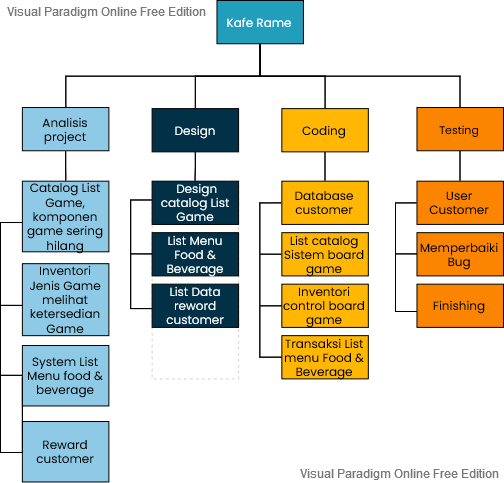 Visual Paradigm Online Free Edition
Kafe Rame
Analisis
project
Design
Coding
Testing
Catalog List
Game,
komponen
game sering
hilang
Inventori
Jenis Game
melihat
ketersedian
Game
System List
Menu food &
beverage
Reward
customer
Design
catalog List
Game
List Menu
Food &
Beverage
List Data
reword
customer
Database
customer
List catalog
Sistem board
game
Inventori
control board
game
Transaksi List
menu Food &
Beverage
User
Customer
Memperbaiki
Bug
Finishing
Visual Paradigm Online Free Edition